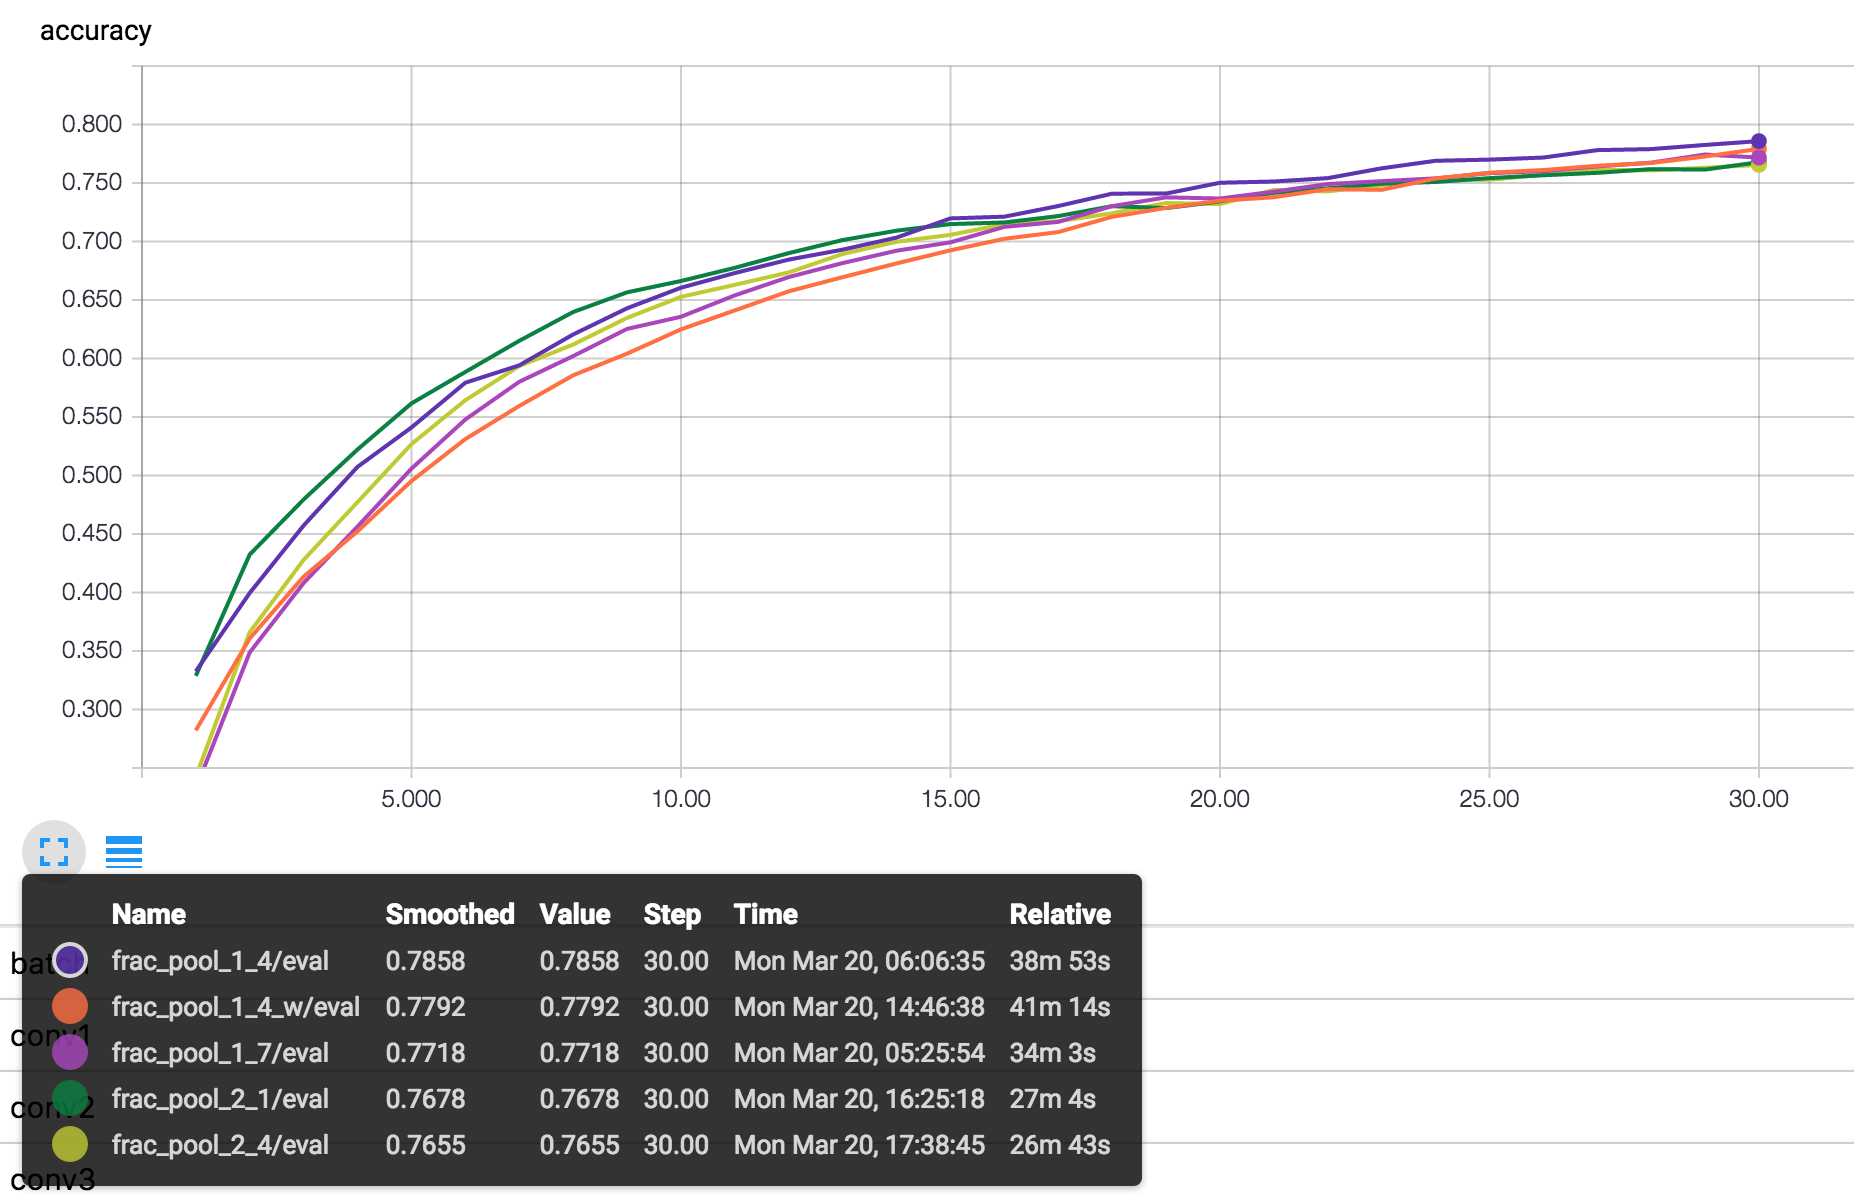 accuracy
0.800
0.750
0.700
0.650
0.600
0.550
0.500
0.450
0.400
0.350
0.300
5.000 10.00 15.00 20.00 25.00 30.00
Name Smoothed Value Step Time Relative
batch
frac_pool_1_4/eval 0.7858 0.7858 30.00 Mon Mar 20, 06:06:35 38m 53s
frac_pool_1_4_w/eval 0.7792 0.7792 30.00 Mon Mar 20, 14:46:38 41m 14s
conv1
frac_pool_1_7/eval 0.7718 0.7718 30.00 Mon Mar 20, 05:25:54 34m 3s
frac_pool_2_1/eval 0.7678 0.7678 30.00 Mon Mar 20, 16:25:18 27m 4s
conv2
frac_pool_2_4/eval 0.7655 0.7655 30.00 Mon Mar 20, 17:38:45 26m 43s
conv3